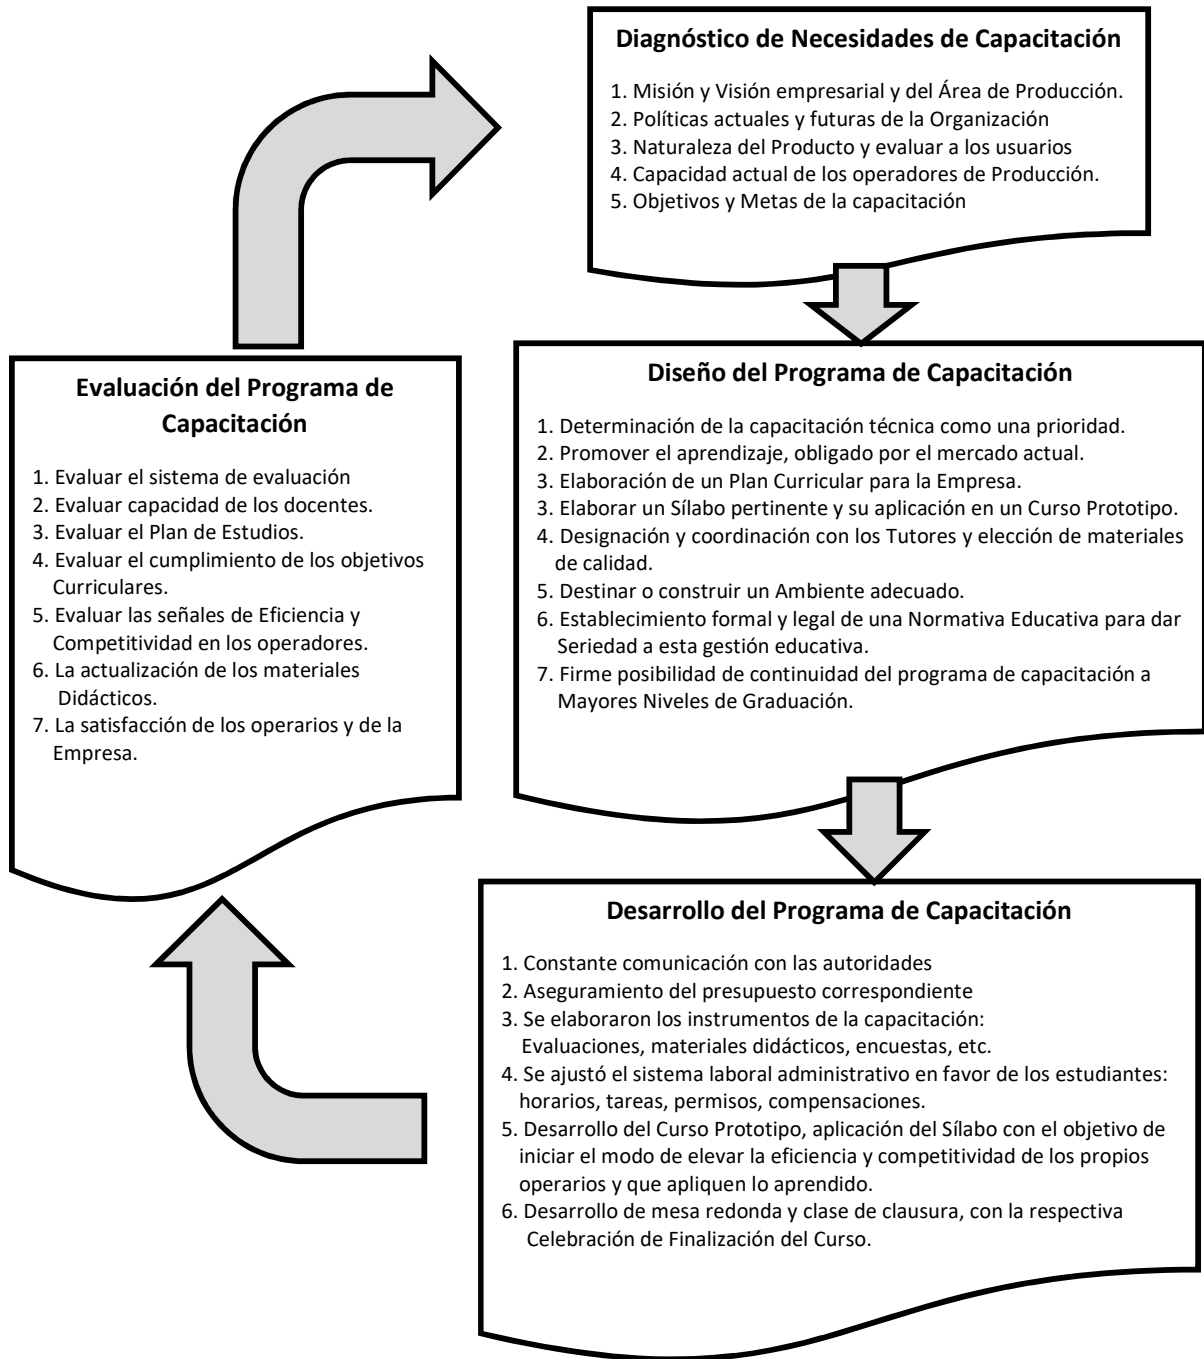 Diagnóstico de Necesidades de Capacitación
1. Misión y Visión empresarial y del Área de Producción.
2. Políticas actuales y futuras de la Organización
3. Naturaleza del Producto y evaluar a los usuarios
4. Capacidad actual de los operadores de Producción.
5. Objetivos y Metas de la capacitación
Diseño del Programa de Capacitación
1. Determinación de la capacitación técnica como una prioridad.
2. Promover el aprendizaje, obligado por el mercado actual.
3. Elaboración de un Plan Curricular para la Empresa.
3. Elaborar un Sílabo pertinente y su aplicación en un Curso Prototipo.
4. Designación y coordinación con los Tutores y elección de materiales
de calidad.
5. Destinar o construir un Ambiente adecuado.
6. Establecimiento formal y legal de una Normativa Educativa para dar
Seriedad a esta gestión educativa.
7. Firme posibilidad de continuidad del programa de capacitación a
Mayores Niveles de Graduación.
Desarrollo del Programa de Capacitación
1. Constante comunicación con las autoridades
2. Aseguramiento del presupuesto correspondiente
3. Se elaboraron los instrumentos de la capacitación:
Evaluaciones, materiales didácticos, encuestas, etc.
4. Se ajustó el sistema laboral administrativo en favor de los estudiantes:
horarios, tareas, permisos, compensaciones.
5. Desarrollo del Curso Prototipo, aplicación del Sílabo con el objetivo de
iniciar el modo de elevar la eficiencia y competitividad de los propios
operarios y que apliquen lo aprendido.
6. Desarrollo de mesa redonda y clase de clausura, con la respectiva
Celebración de Finalización del Curso.
Evaluación del Programa de
Capacitación
1. Evaluar el sistema de evaluación
2. Evaluar capacidad de los docentes.
3. Evaluar el Plan de Estudios.
4. Evaluar el cumplimiento de los objetivos
Curriculares.
5. Evaluar las señales de Eficiencia y
Competitividad en los operadores.
6. La actualización de los materiales
Didácticos.
7. La satisfacción de los operarios y de la
Empresa.